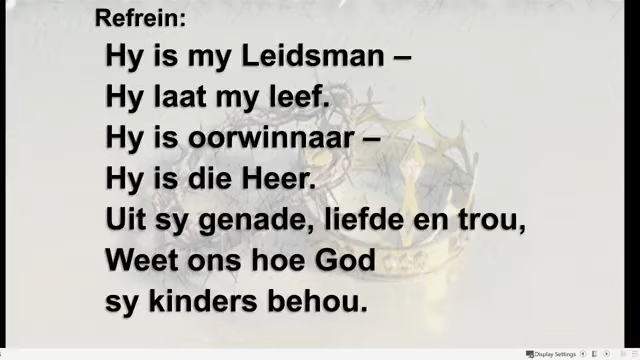 Refrein:
Hy is my Leidsman –
Hy laat my leef.
Hy is oorwinnaar –
Hy is die Heer.
Uit sy genade, liefde en trou,
Weet ons hoe God
sy kinders behou.
Display Settings